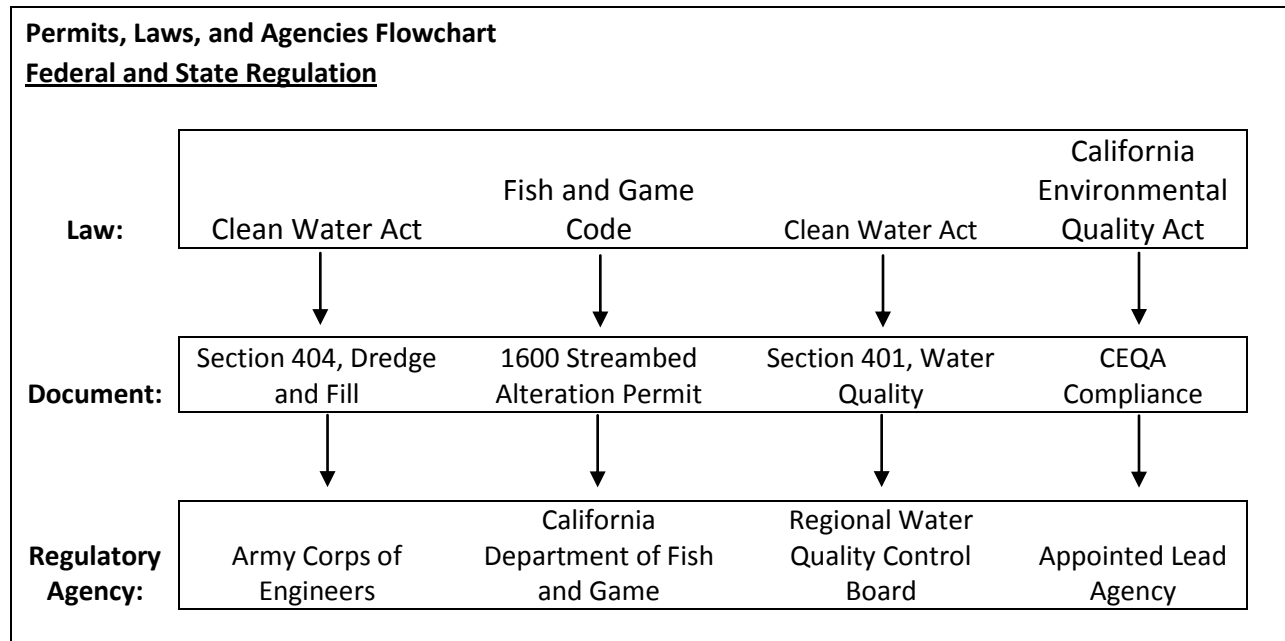 Permits, Laws, and Agencies Flowchart
Federal and State Regulation
Law:
Clean Water Act
Fish and Game
Code
Clean Water Act
California
Environmental
Quality Act
Document:
Section 404, Dredge
and Fill
1600 Streambed
Alteration Permit
Section 401, Water
Quality
CEQA
Compliance
Regulatory
Agency:
Army Corps of
Engineers
California
Department of Fish
and Game
Regional Water
Quality Control
Board
Appointed Lead
Agency